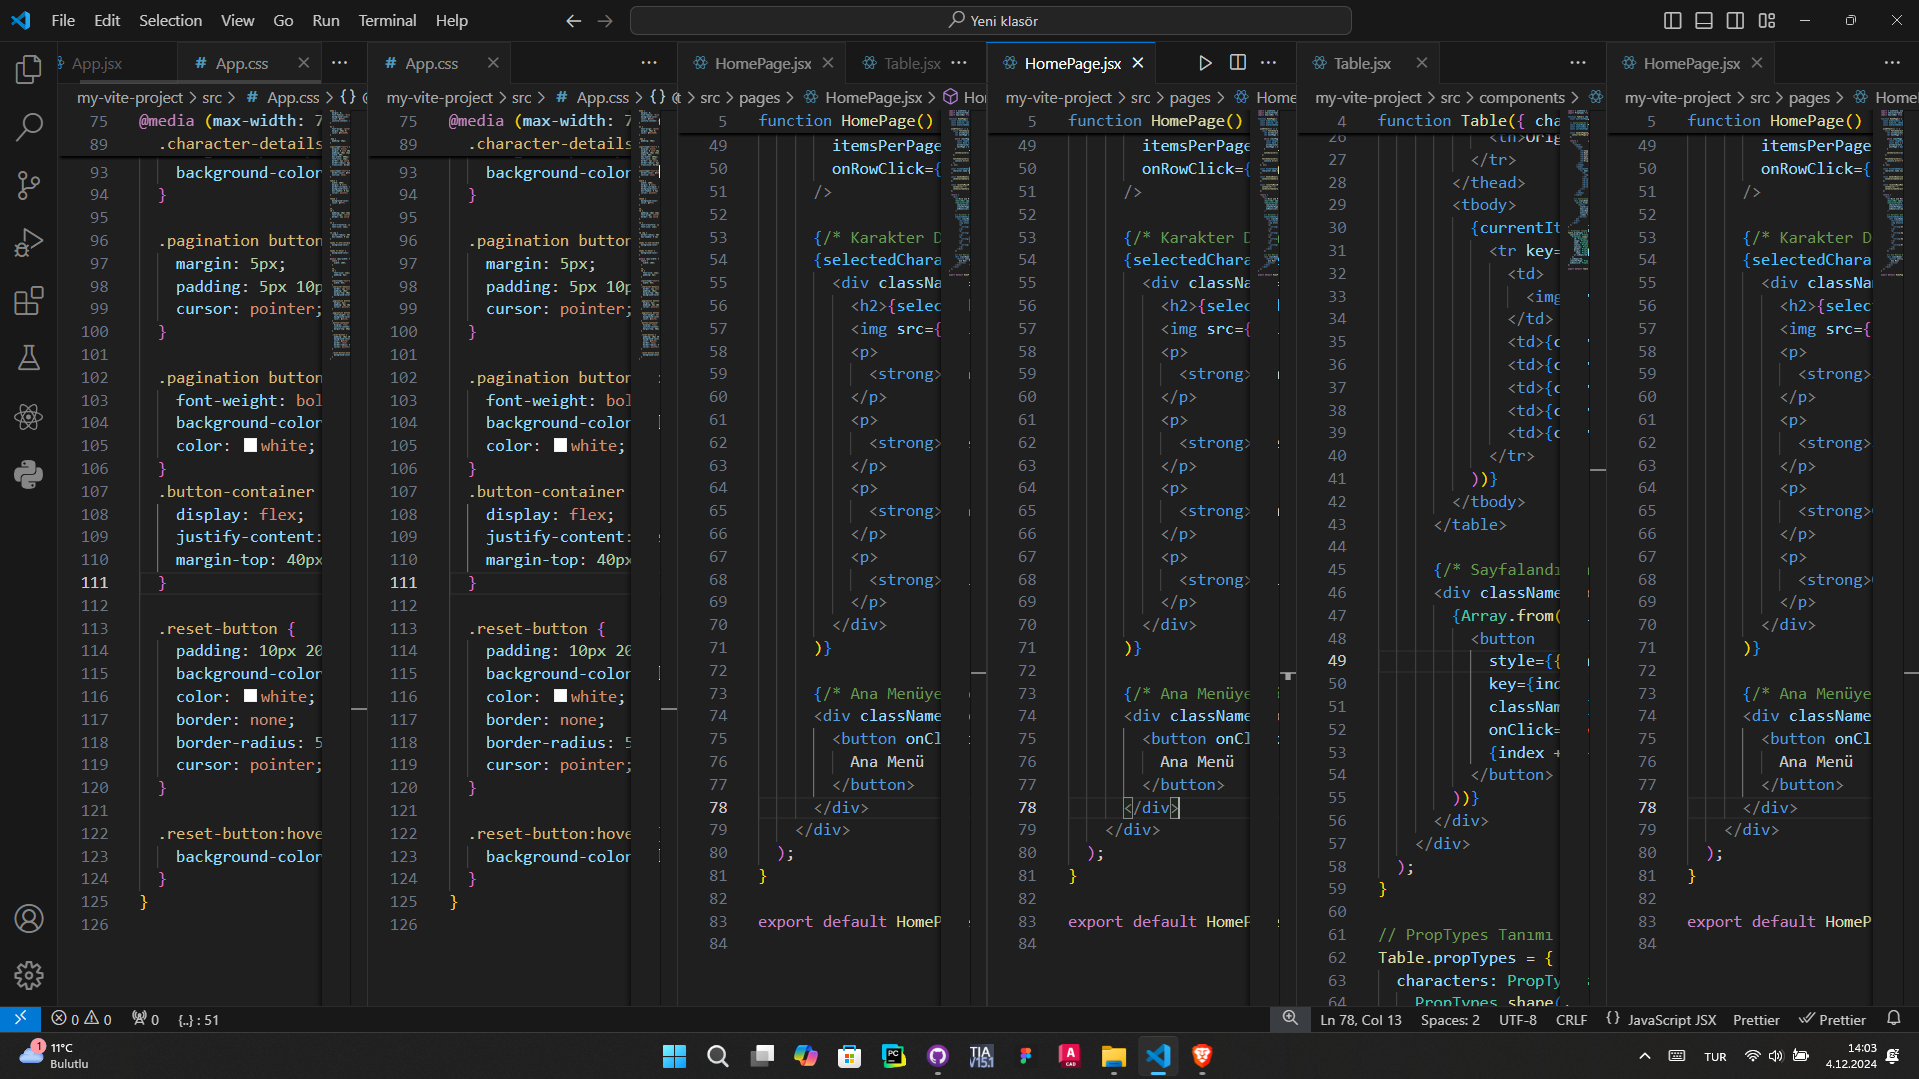 File Edit Selection View Go Run Terminal Help
Yeni klasör
App.jsx
# App.css
# App.css
HomePage.jsx
Table.jsx
HomePage.jsx
Table.jsx
HomePage.jsx
my-vite-project > src > # App.css > {}
75 @media (max-width: 7
89 .character-details
93 background-color
94 }
95
96 .pagination button
97 margin: 5px;
98 padding: 5px 10p
99 cursor: pointer;
100 }
101
102 .pagination button
103 font-weight: bol
104 background-color
105 color: white;
106 }
107 .button-container
108 display: flex;
109 justify-content:
110 margin-top: 40px
111 }
112
113 .reset-button {
114 padding: 10px 20
115 background-color
116 color: white;
117 border: none;
118 border-radius: 5
119 cursor: pointer;
120 }
121
122 .reset-button:hove
123 background-color
124 }
125 }
126
my-vite-project > src > # App.css > {}
75 @media (max-width: 7
89 .character-details
93 background-color
94 }
95
96 .pagination button
97 margin: 5px;
98 padding: 5px 10p
99 cursor: pointer;
100 }
101
102 .pagination button
103 font-weight: bol
104 background-color
105 color: white;
106 }
107 .button-container
108 display: flex;
109 justify-content:
110 margin-top: 40px
111 }
112
113 .reset-button {
114 padding: 10px 20
115 background-color
116 color: white;
117 border: none;
118 border-radius: 5
119 cursor: pointer;
120 }
121
122 .reset-button:hove
123 background-color
124 }
125 }
126
t > src > pages > HomePage.jsx > Ho
5 function HomePage()
49 itemsPerPage
50 onRowClick={
51 />
52
53 {/* Karakter D
54 {selectedChara
55 <div classNa
56 <h2>{selec
57 <img src={
58 <p>
59 <strong>
60 </p>
61 <p>
62 <strong>
63 </p>
64 <p>
65 <strong>
66 </p>
67 <p>
68 <strong>
69 </p>
70 </div>
71 )}
72
73 {/* Ana Menüye
74 <div className
75 <button onCl
76 Ana Menü
77 </button>
78 </div>
79 </div>
80 );
81 }
82
83 export default HomeP
84
my-vite-project > src > pages > Home
5 function HomePage()
49 itemsPerPage
50 onRowClick={
51 />
52
53 {/* Karakter D
54 {selectedChara
55 <div classNa
56 <h2>{selec
57 <img src={
58 <p>
59 <strong>
60 </p>
61 <p>
62 <strong>
63 </p>
64 <p>
65 <strong>
66 </p>
67 <p>
68 <strong>
69 </p>
70 </div>
71 )}
72
73 {/* Ana Menüye
74 <div className
75 <button onCl
76 Ana Menü
77 </button>
78 </div>
79 </div>
80 );
81 }
82
83 export default HomeP
84
my-vite-project > src > components >
4 function Table({ cha
26 <th>Orig
27 </tr>
28 </thead>
29 <tbody>
30 {currentIt
31 <tr key=
32 <td>
33 <img
34 </td>
35 <td>{c
36 <td>{c
37 <td>{c
38 <td>{c
39 <td>{c
40 </tr>
41 ))}
42 </tbody>
43 </table>
44
45 {/* Sayfalandı
46 <div className
47 {Array.from(
48 <button
49 style={{
50 key={ind
51 classNam
52 onClick=
53 {index +
54 </button>
55 ))}
56 </div>
57 </div>
58 );
59 }
60
61 // PropTypes Tanımı
62 Table.propTypes = {
63 characters: PropTy
64 PropTypes.shape(
my-vite-project > src > pages > Home
5 function HomePage()
49 itemsPerPage
50 onRowClick={
51 />
52
53 {/* Karakter D
54 {selectedChara
55 <div classNa
56 <h2>{selec
57 <img src={
58 <p>
59 <strong>
60 </p>
61 <p>
62 <strong>
63 </p>
64 <p>
65 <strong>
66 </p>
67 <p>
68 <strong>
69 </p>
70 </div>
71 )}
72
73 {/* Ana Menüye
74 <div className
75 <button onCl
76 Ana Menü
77 </button>
78 </div>
79 </div>
80 );
81 }
82
83 export default HomeP
84
0 0 0 {..} : 51 Ln 78, Col 13 Spaces: 2 UTF-8 CRLF {} JavaScript JSX Prettier Prettier
1
11°C
Bulutlu
PC
TIA
V15.1
A
CAD
TUR
14:03
4.12.2024